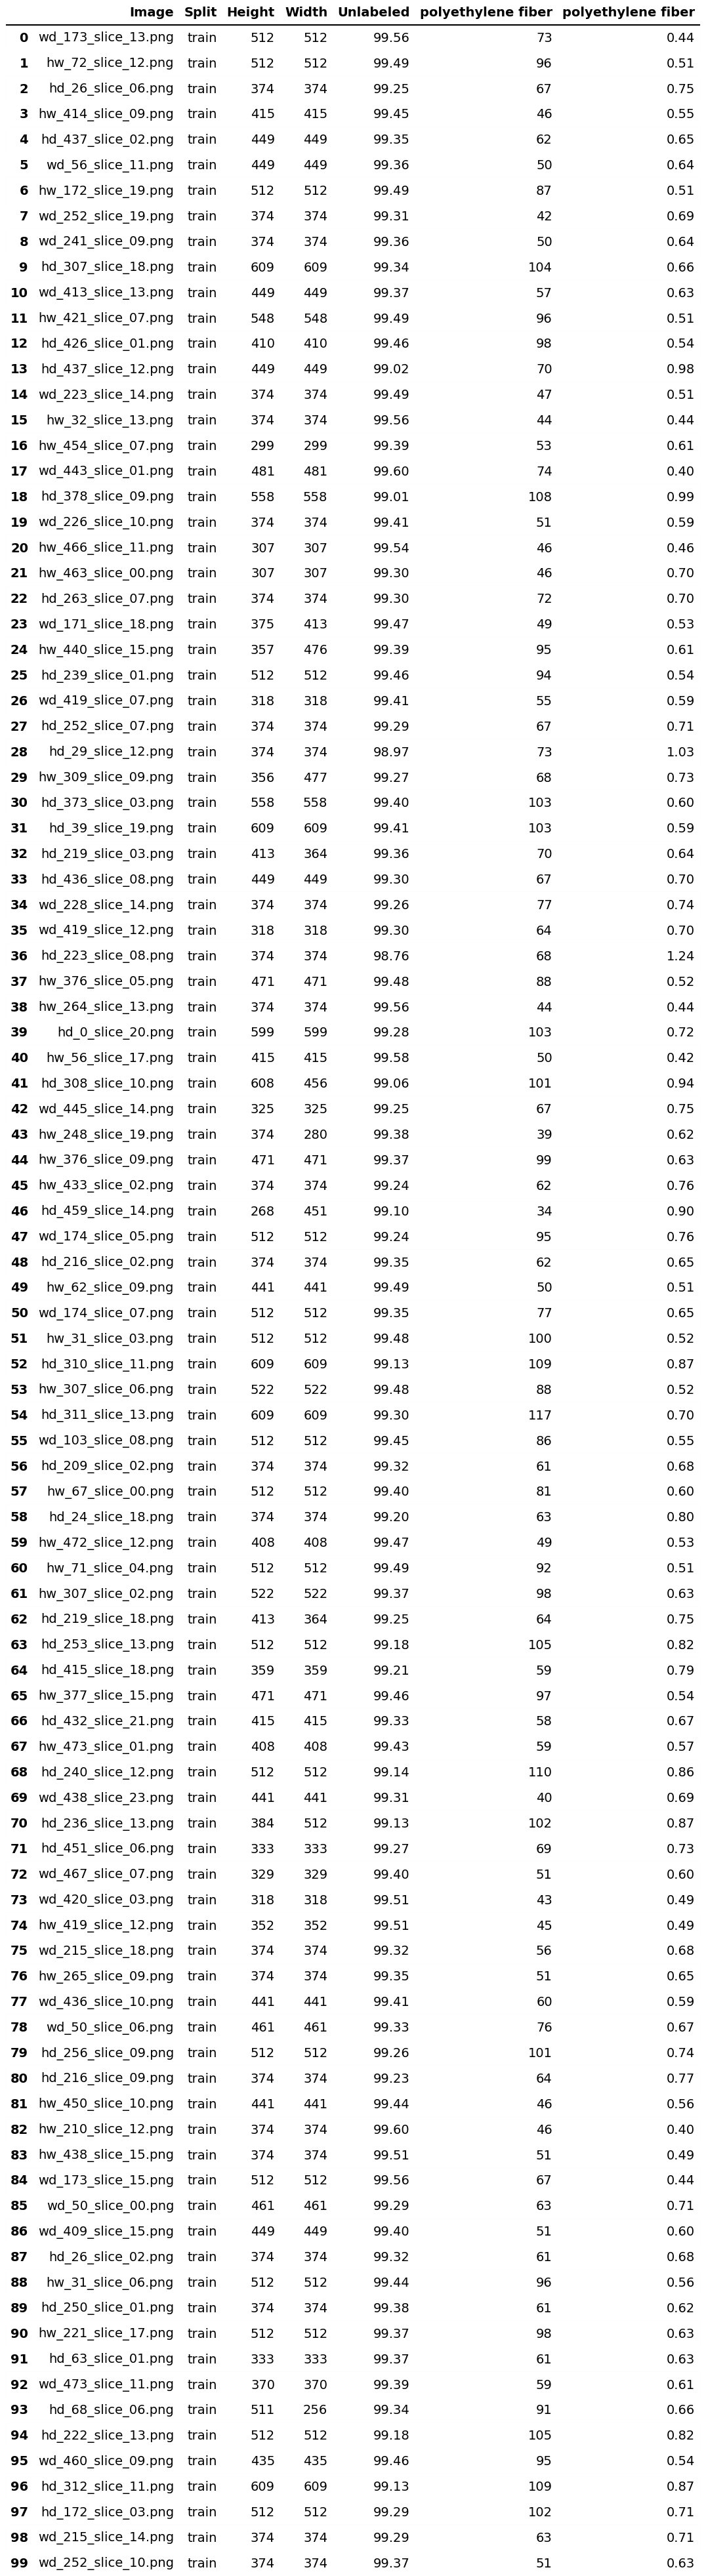 Image Split Height Width Unlabeled polyethylene fiber polyethylene fiber
0 wd_173_slice_13.png train 512 512 99.56 73 0.44
1 hw_72_slice_12.png train 512 512 99.49 96 0.51
2 hd_26_slice_06.png train 374 374 99.25 67 0.75
3 hw_414_slice_09.png train 415 415 99.45 46 0.55
4 hd_437_slice_02.png train 449 449 99.35 62 0.65
5 wd_56_slice_11.png train 449 449 99.36 50 0.64
6 hw_172_slice_19.png train 512 512 99.49 87 0.51
7 wd_252_slice_19.png train 374 374 99.31 42 0.69
8 wd_241_slice_09.png train 374 374 99.36 50 0.64
9 hd_307_slice_18.png train 609 609 99.34 104 0.66
10 wd_413_slice_13.png train 449 449 99.37 57 0.63
11 hw_421_slice_07.png train 548 548 99.49 96 0.51
12 hd_426_slice_01.png train 410 410 99.46 98 0.54
13 hd_437_slice_12.png train 449 449 99.02 70 0.98
14 wd_223_slice_14.png train 374 374 99.49 47 0.51
15 hw_32_slice_13.png train 374 374 99.56 44 0.44
16 hw_454_slice_07.png train 299 299 99.39 53 0.61
17 wd_443_slice_01.png train 481 481 99.60 74 0.40
18 hd_378_slice_09.png train 558 558 99.01 108 0.99
19 wd_226_slice_10.png train 374 374 99.41 51 0.59
20 hw_466_slice_11.png train 307 307 99.54 46 0.46
21 hw_463_slice_00.png train 307 307 99.30 46 0.70
22 hd_263_slice_07.png train 374 374 99.30 72 0.70
23 wd_171_slice_18.png train 375 413 99.47 49 0.53
24 hw_440_slice_15.png train 357 476 99.39 95 0.61
25 hd_239_slice_01.png train 512 512 99.46 94 0.54
26 wd_419_slice_07.png train 318 318 99.41 55 0.59
27 hd_252_slice_07.png train 374 374 99.29 67 0.71
28 hd_29_slice_12.png train 374 374 98.97 73 1.03
29 hw_309_slice_09.png train 356 477 99.27 68 0.73
30 hd_373_slice_03.png train 558 558 99.40 103 0.60
31 hd_39_slice_19.png train 609 609 99.41 103 0.59
32 hd_219_slice_03.png train 413 364 99.36 70 0.64
33 hd_436_slice_08.png train 449 449 99.30 67 0.70
34 wd_228_slice_14.png train 374 374 99.26 77 0.74
35 wd_419_slice_12.png train 318 318 99.30 64 0.70
36 hd_223_slice_08.png train 374 374 98.76 68 1.24
37 hw_376_slice_05.png train 471 471 99.48 88 0.52
38 hw_264_slice_13.png train 374 374 99.56 44 0.44
39 hd_0_slice_20.png train 599 599 99.28 103 0.72
40 hw_56_slice_17.png train 415 415 99.58 50 0.42
41 hd_308_slice_10.png train 608 456 99.06 101 0.94
42 wd_445_slice_14.png train 325 325 99.25 67 0.75
43 hw_248_slice_19.png train 374 280 99.38 39 0.62
44 hw_376_slice_09.png train 471 471 99.37 99 0.63
45 hw_433_slice_02.png train 374 374 99.24 62 0.76
46 hd_459_slice_14.png train 268 451 99.10 34 0.90
47 wd_174_slice_05.png train 512 512 99.24 95 0.76
48 hd_216_slice_02.png train 374 374 99.35 62 0.65
49 hw_62_slice_09.png train 441 441 99.49 50 0.51
50 wd_174_slice_07.png train 512 512 99.35 77 0.65
51 hw_31_slice_03.png train 512 512 99.48 100 0.52
52 hd_310_slice_11.png train 609 609 99.13 109 0.87
53 hw_307_slice_06.png train 522 522 99.48 88 0.52
54 hd_311_slice_13.png train 609 609 99.30 117 0.70
55 wd_103_slice_08.png train 512 512 99.45 86 0.55
56 hd_209_slice_02.png train 374 374 99.32 61 0.68
57 hw_67_slice_00.png train 512 512 99.40 81 0.60
58 hd_24_slice_18.png train 374 374 99.20 63 0.80
59 hw_472_slice_12.png train 408 408 99.47 49 0.53
60 hw_71_slice_04.png train 512 512 99.49 92 0.51
61 hw_307_slice_02.png train 522 522 99.37 98 0.63
62 hd_219_slice_18.png train 413 364 99.25 64 0.75
63 hd_253_slice_13.png train 512 512 99.18 105 0.82
64 hd_415_slice_18.png train 359 359 99.21 59 0.79
65 hw_377_slice_15.png train 471 471 99.46 97 0.54
66 hd_432_slice_21.png train 415 415 99.33 58 0.67
67 hw_473_slice_01.png train 408 408 99.43 59 0.57
68 hd_240_slice_12.png train 512 512 99.14 110 0.86
69 wd_438_slice_23.png train 441 441 99.31 40 0.69
70 hd_236_slice_13.png train 384 512 99.13 102 0.87
71 hd_451_slice_06.png train 333 333 99.27 69 0.73
72 wd_467_slice_07.png train 329 329 99.40 51 0.60
73 wd_420_slice_03.png train 318 318 99.51 43 0.49
74 hw_419_slice_12.png train 352 352 99.51 45 0.49
75 wd_215_slice_18.png train 374 374 99.32 56 0.68
76 hw_265_slice_09.png train 374 374 99.35 51 0.65
77 wd_436_slice_10.png train 441 441 99.41 60 0.59
78 wd_50_slice_06.png train 461 461 99.33 76 0.67
79 hd_256_slice_09.png train 512 512 99.26 101 0.74
80 hd_216_slice_09.png train 374 374 99.23 64 0.77
81 hw_450_slice_10.png train 441 441 99.44 46 0.56
82 hw_210_slice_12.png train 374 374 99.60 46 0.40
83 hw_438_slice_15.png train 374 374 99.51 51 0.49
84 wd_173_slice_15.png train 512 512 99.56 67 0.44
85 wd_50_slice_00.png train 461 461 99.29 63 0.71
86 wd_409_slice_15.png train 449 449 99.40 51 0.60
87 hd_26_slice_02.png train 374 374 99.32 61 0.68
88 hw_31_slice_06.png train 512 512 99.44 96 0.56
89 hd_250_slice_01.png train 374 374 99.38 61 0.62
90 hw_221_slice_17.png train 512 512 99.37 98 0.63
91 hd_63_slice_01.png train 333 333 99.37 61 0.63
92 wd_473_slice_11.png train 370 370 99.39 59 0.61
93 hd_68_slice_06.png train 511 256 99.34 91 0.66
94 hd_222_slice_13.png train 512 512 99.18 105 0.82
95 wd_460_slice_09.png train 435 435 99.46 95 0.54
96 hd_312_slice_11.png train 609 609 99.13 109 0.87
97 hd_172_slice_03.png train 512 512 99.29 102 0.71
98 wd_215_slice_14.png train 374 374 99.29 63 0.71
99 wd_252_slice_10.png train 374 374 99.37 51 0.63